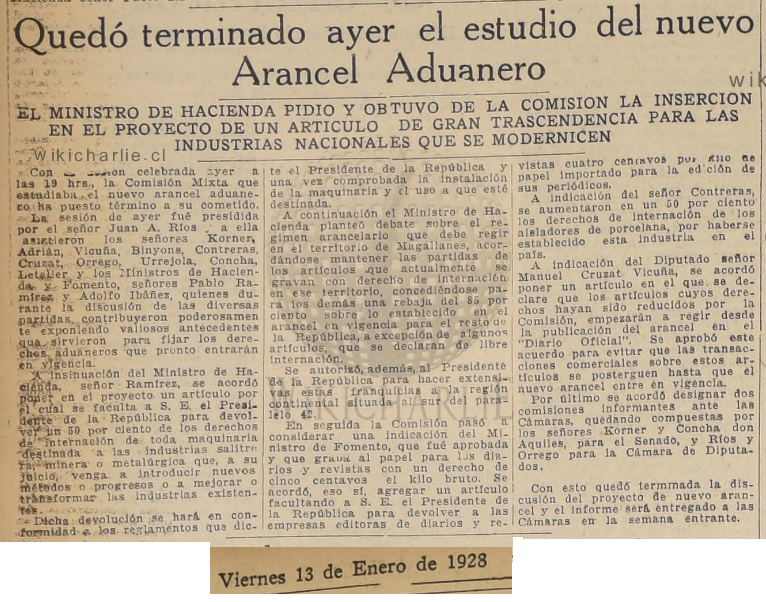 Quedó terminado ayer el estudio del nuevo
Arancel Aduanero
EL MINISTRO DE HACIENDA PIDIO Y OBTUVO DE LA COMISION LA INSERCION
EN EL PROYECTO DE UN ARTICULO DE GRAN TRASCENDENCIA PARA LAS
INDUSTRIAS NACIONALES QUE SE MODERNICEN
wikicharlie.cl
wik
Con celebrada ayer a
las 19 hrs., la Comisión Mixta que
estudiaba el nuevo arancel aduane-
ro ha puesto término a su cometido.
La sesión de ayer fué presidida
por el señor Juan A. Ríos a ella
asistieron los señores Korner,
Adrián, Vicuña, Binyons, Contreras,
Cruzat, Orrego, Urrejola, Concha,
Letelier y los Ministros de Hacien-
da y Fomento, señores Pablo Ra-
mírez y Adolfo Ibáñez, quienes du-
rante la discusión de las diversas
partidas, contribuyeron poderosamen
te exponiendo valiosos antecedentes
que sirvieron para fijar los dere-
chos aduaneros que pronto entrarán
en vigencia.
A insinuación del Ministro de Ha-
cienda, señor Ramírez, se acordó
poner en el proyecto un artículo por
el cual se faculta a S. E. el Presi-
dente de la República para devol-
ver un 50 por ciento de los derechos
de internación de toda maquinaria
destinada a las industrias salitre
ra, minera o metalúrgica que, a su
juicio, venga a introducir nuevos
métodos o progresos o a mejorar o
transformar las industrias existen-
tes.
Dicha devolución se hará en con-
formidad a los reglamentos que dic-
te el Presidente de la República y
una vez comprobada la instalación
de la maquinaria y el uso a que esté
destinada.
A continuación el Ministro de Ha-
cienda planteó debate sobre el re-
gimen arancelario que debe regir
en el territorio de Magallanes, acor-
dándose mantener las partidas de
los artículos que actualmente se
gravan con derecho de internación
en ese territorio, concediéndose pa-
ra los demás una rebaja del 85 por
ciento sobre lo establecido en el
arancel en vigencia para el resto de
la República, a excepción de algunos
artículos, que se declaran de libre
internación.
Se autorizó, además, al Presidente
de la República para hacer extensi-
vas estas franquicias a la región
continental situada al sur del para-
lelo 42.
En seguida la Comisión pasó a
considerar una indicación del Mi-
nistro de Fomento, que fué aprobada
y que grava al papel para los dia-
rios y revistas con un derecho de
cinco centavos el kilo bruto. Se
acordó, eso sí, agregar un artículo
facultando a S. E. el Presidente de
la República para devolver a las
empresas editoras de diarios y re-
vistas cuatro centavos por kilo de
papel importado para la edición de
sus periódicos.
A indicación del señor Contreras,
se aumentaron en un 50 por ciento
los derechos de internación de los
aisladores de porcelana, por haberse
establecido esta industria en el
país.
A indicación del Diputado señor
Manuel Cruzat Vicuña, se acordó
poner un artículo en el que se de-
clare que los artículos cuyos dere-
chos hayan sido reducidos por la
Comisión, empezarán a regir desde
la publicación del arancel en el
"Diario Oficial". Se aprobó este
acuerdo para evitar que las transac-
ciones comerciales sobre estos ar-
tículos se posterguen hasta que el
nuevo arancel entre en vigencia.
Por último se acordó designar dos
comisiones informantes ante las
Cámaras, quedando compuestas por
los señores Korner y Concha don
Aquiles, para el Senado, y Ríos y
Orrego para la Cámara de Diputa-
dos.
Con esto quedó terminada la dis-
cusión del proyecto de nuevo aran-
cel y el informe será entregado a las
Cámaras en la semana entrante.
WIKICHARLIE
Viernes 13 de Enero de 1928